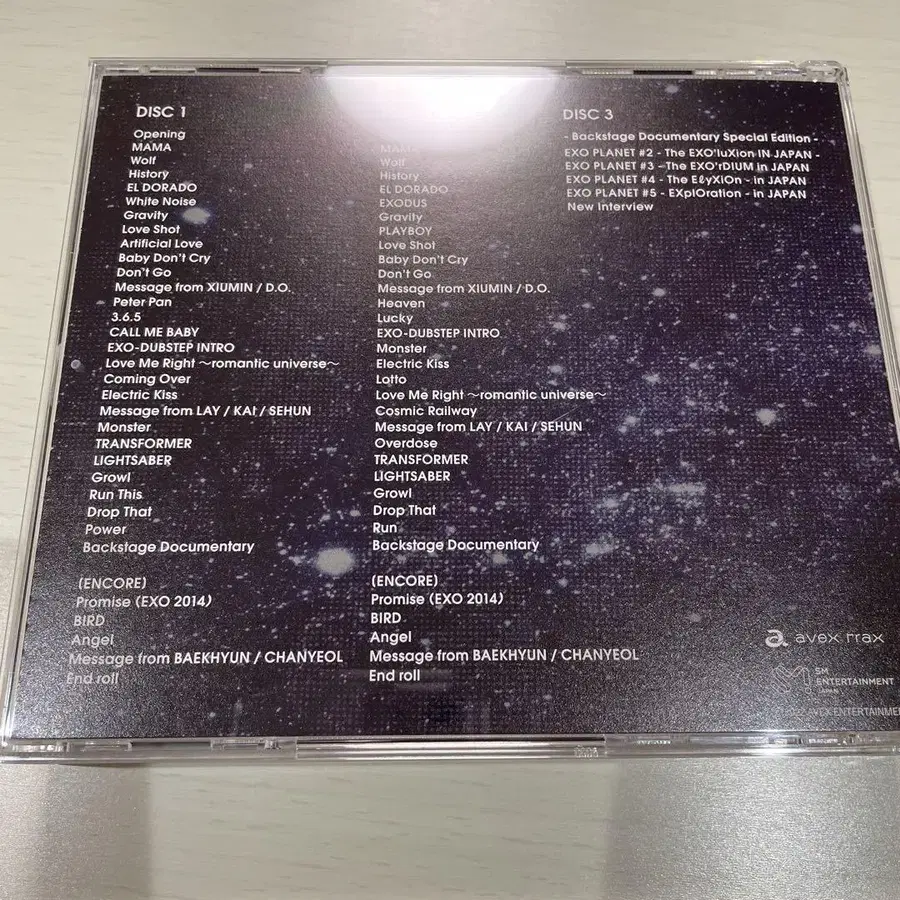 DISC 1
Opening
MAMA
Wolf
History
EL DORADO
White Noise
Gravity
Love Shot
Artificial Love
Baby Don't Cry
Don't Go
Message from XIUMIN / D.O.
Peter Pan
3.6.5
CALL ME BABY
EXO-DUBSTEP INTRO
Love Me Right ～romantic universe～
Coming Over
Electric Kiss
Message from LAY / KAI / SEHUN
Monster
TRANSFORMER
LIGHTSABER
Growl
Run This
Drop That
Power
Backstage Documentary
(ENCORE)
Promise (EXO 2014)
BIRD
Angel
Message from BAEKHYUN / CHANYEOL
End roll
MAMA
Wolf
History
EL DORADO
EXODUS
Gravity
PLAYBOY
Love Shot
Baby Don't Cry
Don't Go
Message from XIUMIN / D.O.
Heaven
Lucky
EXO-DUBSTEP INTRO
Monster
Electric Kiss
Lotto
Love Me Right ～romantic universe～
Cosmic Railway
Message from LAY / KAI / SEHUN
Overdose
TRANSFORMER
LIGHTSABER
Growl
Drop That
Run
Backstage Documentary
(ENCORE)
Promise (EXO 2014)
BIRD
Angel
Message from BAEKHYUN / CHANYEOL
End roll
DISC 3
- Backstage Documentary Special Edition -
EXO PLANET #2 - The EXO'luXion IN JAPAN -
EXO PLANET #3 - The EXO'rDIUM in JAPAN
EXO PLANET #4 - The EℓyXiOn - in JAPAN
EXO PLANET #5 - EXplOration - in JAPAN
New Interview
avex trax
SM
ENTERTAINMENT
JAPAN
AVEX ENTERTAINME